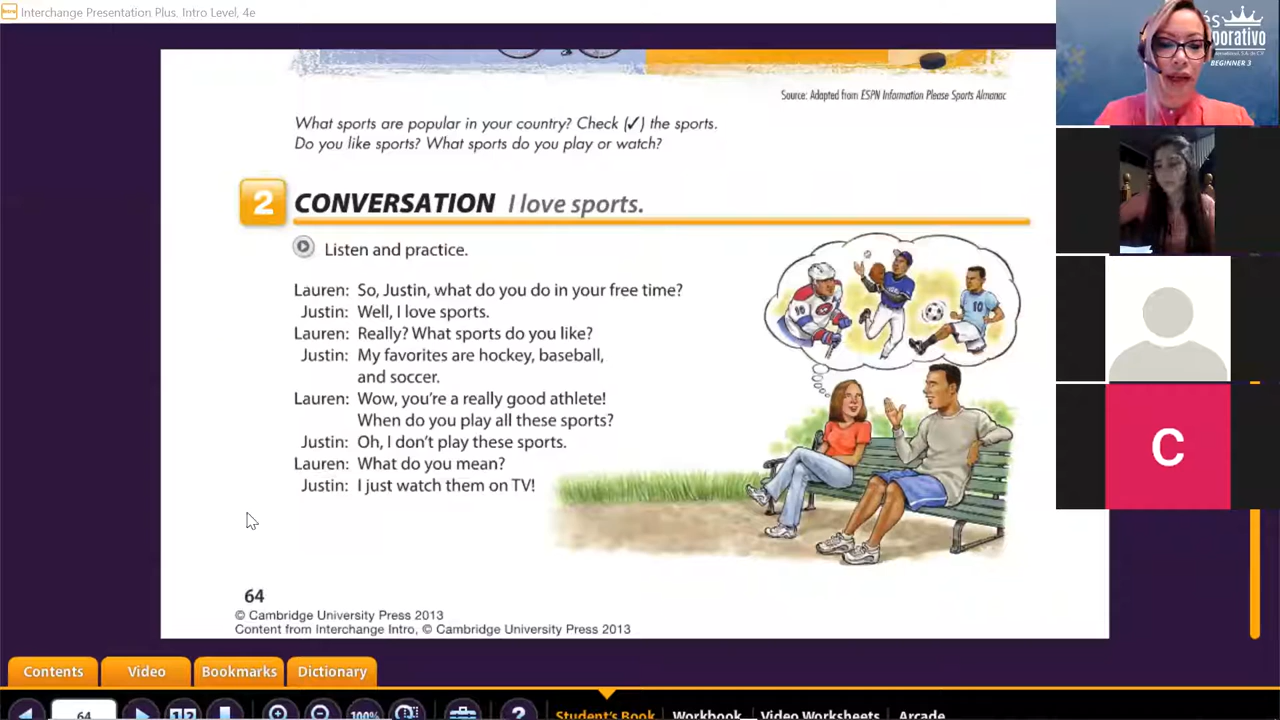 Interchange Presentation Plus. Intro Level, 4e
Source: Adapted from ESPN Information Please Sports Almanac
What sports are popular in your country? Check (✓) the sports.
Do you like sports? What sports do you play or watch?
2 CONVERSATION I love sports.
Listen and practice.
Lauren: So, Justin, what do you do in your free time?
Justin: Well, I love sports.
Lauren: Really? What sports do you like?
Justin: My favorites are hockey, baseball,
and soccer.
Lauren: Wow, you're a really good athlete!
When do you play all these sports?
Justin: Oh, I don't play these sports.
Lauren: What do you mean?
Justin: I just watch them on TV!
10
64
© Cambridge University Press 2013
Content from Interchange Intro, © Cambridge University Press 2013
BEGINNER 3
C
Contents Video Bookmarks Dictionary
64 100% ? Student's Book Workbook Video Worksheets Arcade